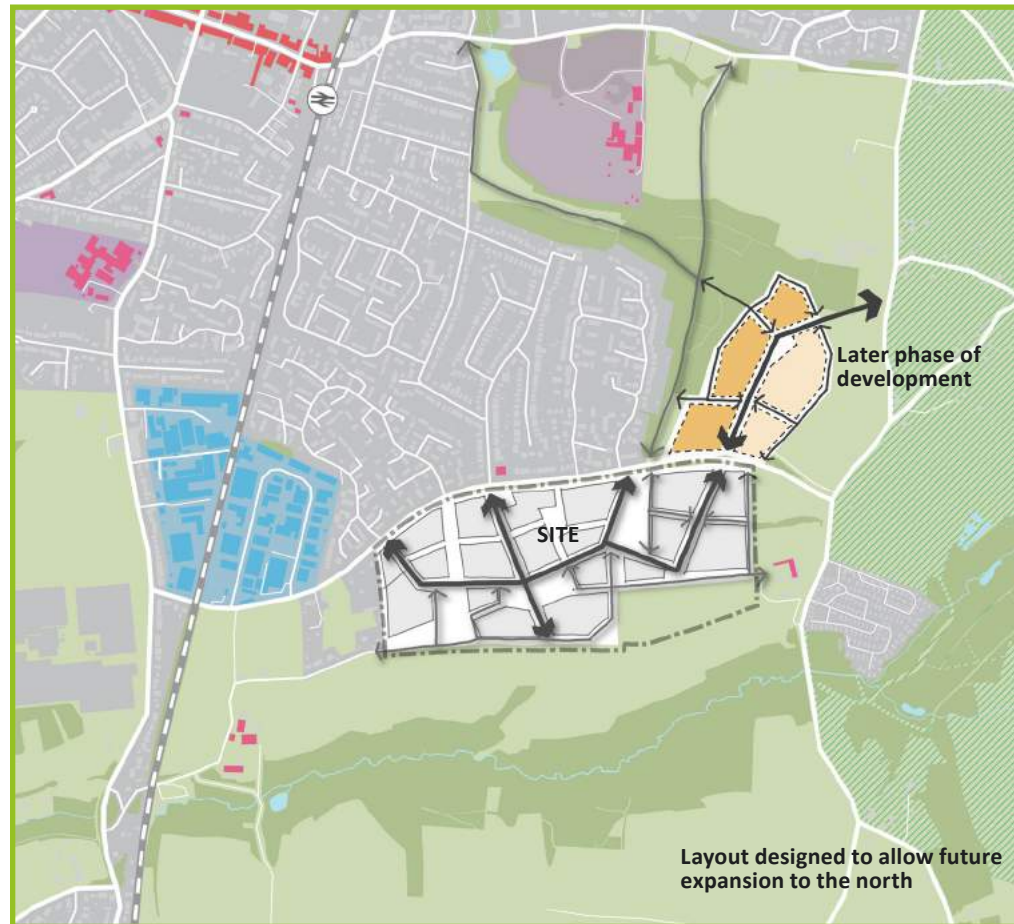 Later phase of
development
SITE
Layout designed to allow future
expansion to the north